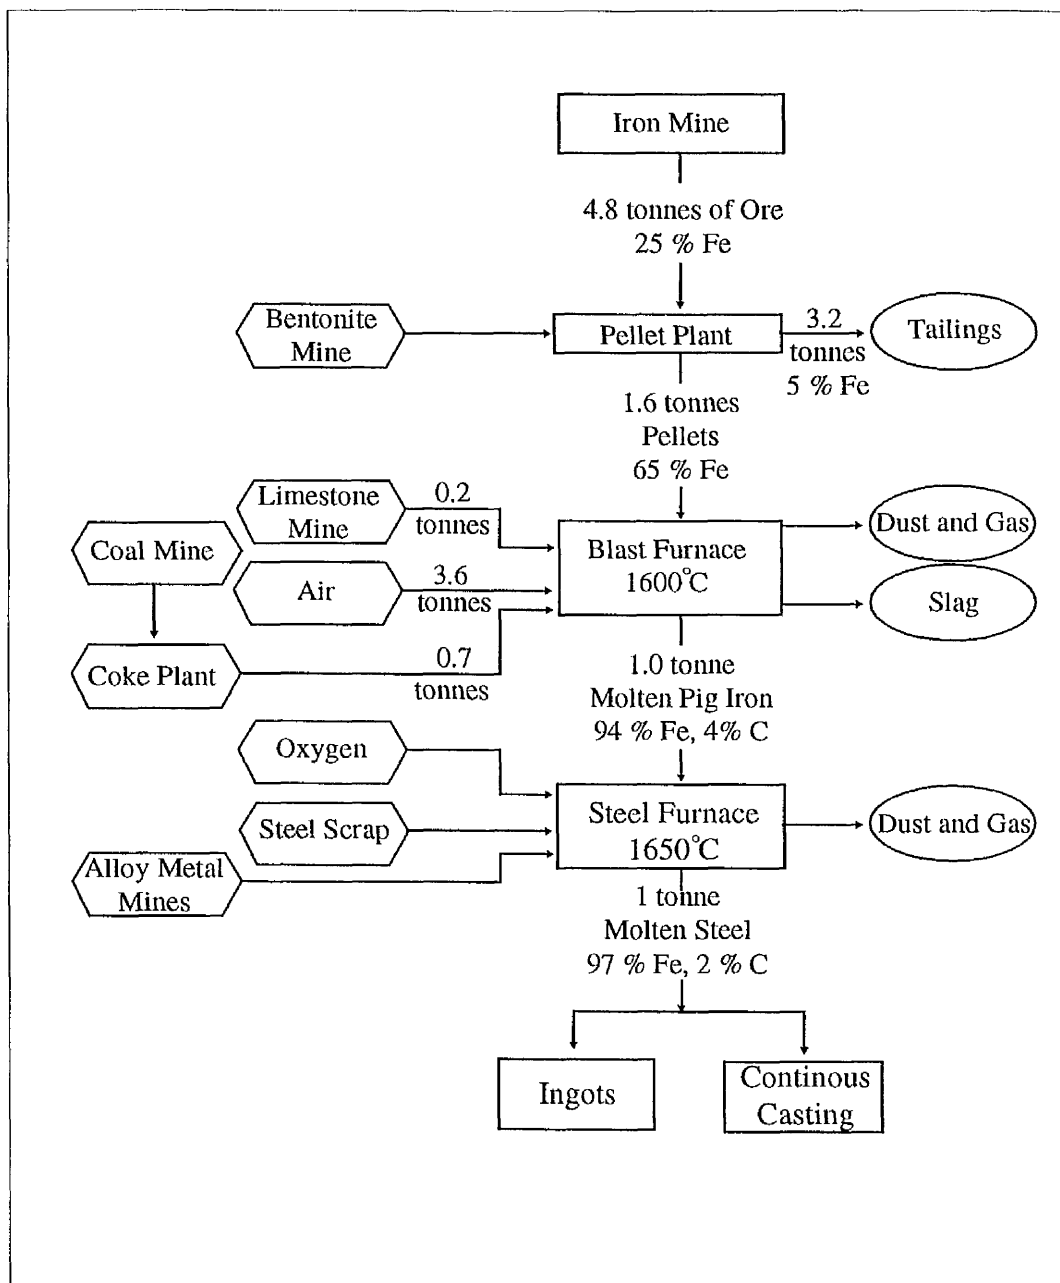 Iron Mine
4.8 tonnes of Ore
25 % Fe
Bentonite
Mine
Pellet Plant
3.2
tonnes
5 % Fe
Tailings
1.6 tonnes
Pellets
65 % Fe
Limestone
Mine
0.2
tonnes
Coal Mine
Air
3.6
tonnes
Blast Furnace
1600°C
Dust and Gas
Slag
Coke Plant
0.7
tonnes
1.0 tonne
Molten Pig Iron
94 % Fe, 4% C
Oxygen
Steel Scrap
Alloy Metal
Mines
Steel Furnace
1650°C
Dust and Gas
1 tonne
Molten Steel
97 % Fe, 2 % C
Ingots
Continous
Casting